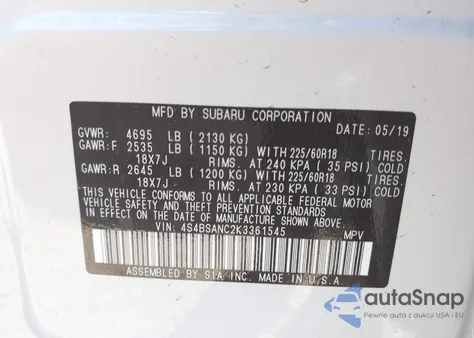 MFD BY SUBARU CORPORATION
DATE: 05/19
GVWR: 4695 LB (2130 KG)
GAWR: F 2535 LB (1150 KG) WITH 225/60R18 TIRES
18X7J RIMS. AT 240 KPA (35 PSI) COLD
GAWR: R 2645 LB (1200 KG) WITH 225/60R18 TIRES
18X7J RIMS. AT 230 KPA (33 PSI) COLD
THIS VEHICLE CONFORMS TO ALL APPLICABLE FEDERAL MOTOR
VEHICLE SAFETY STANDARDS IN EFFECT ON THE DATE OF
MANUFACTURE SHOWN ABOVE.
VIN: 4S4BSANC2K3361545 MPV
ASSEMBLED BY SIA, INC. MADE IN U.S.A.
autoSnap
Pewne auta z aukcji USA i EU